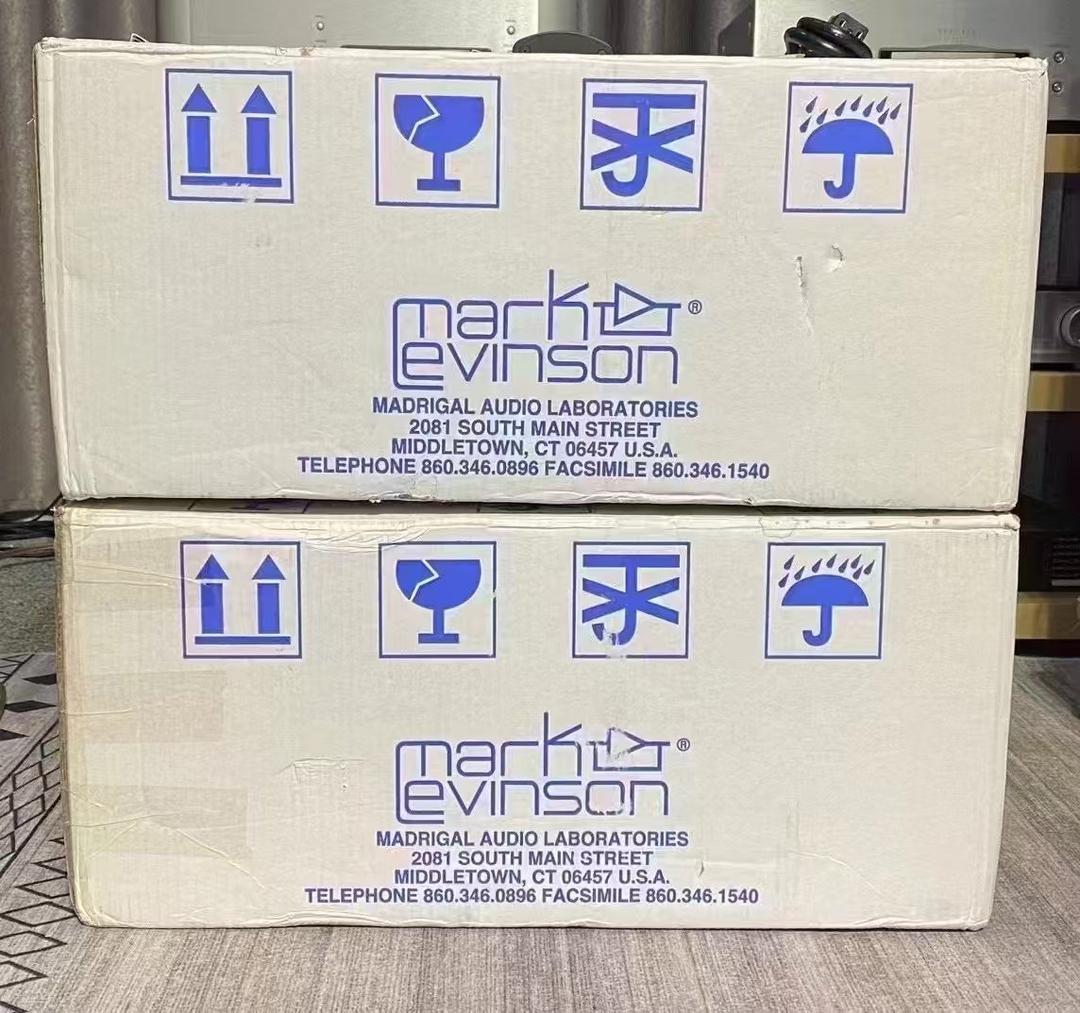 mark
levinson
®
MADRIGAL AUDIO LABORATORIES
2081 SOUTH MAIN STREET
MIDDLETOWN, CT 06457 U.S.A.
TELEPHONE 860.346.0896 FACSIMILE 860.346.1540
mark
levinson
®
MADRIGAL AUDIO LABORATORIES
2081 SOUTH MAIN STREET
MIDDLETOWN, CT 06457 U.S.A.
TELEPHONE 860.346.0896 FACSIMILE 860.346.1540